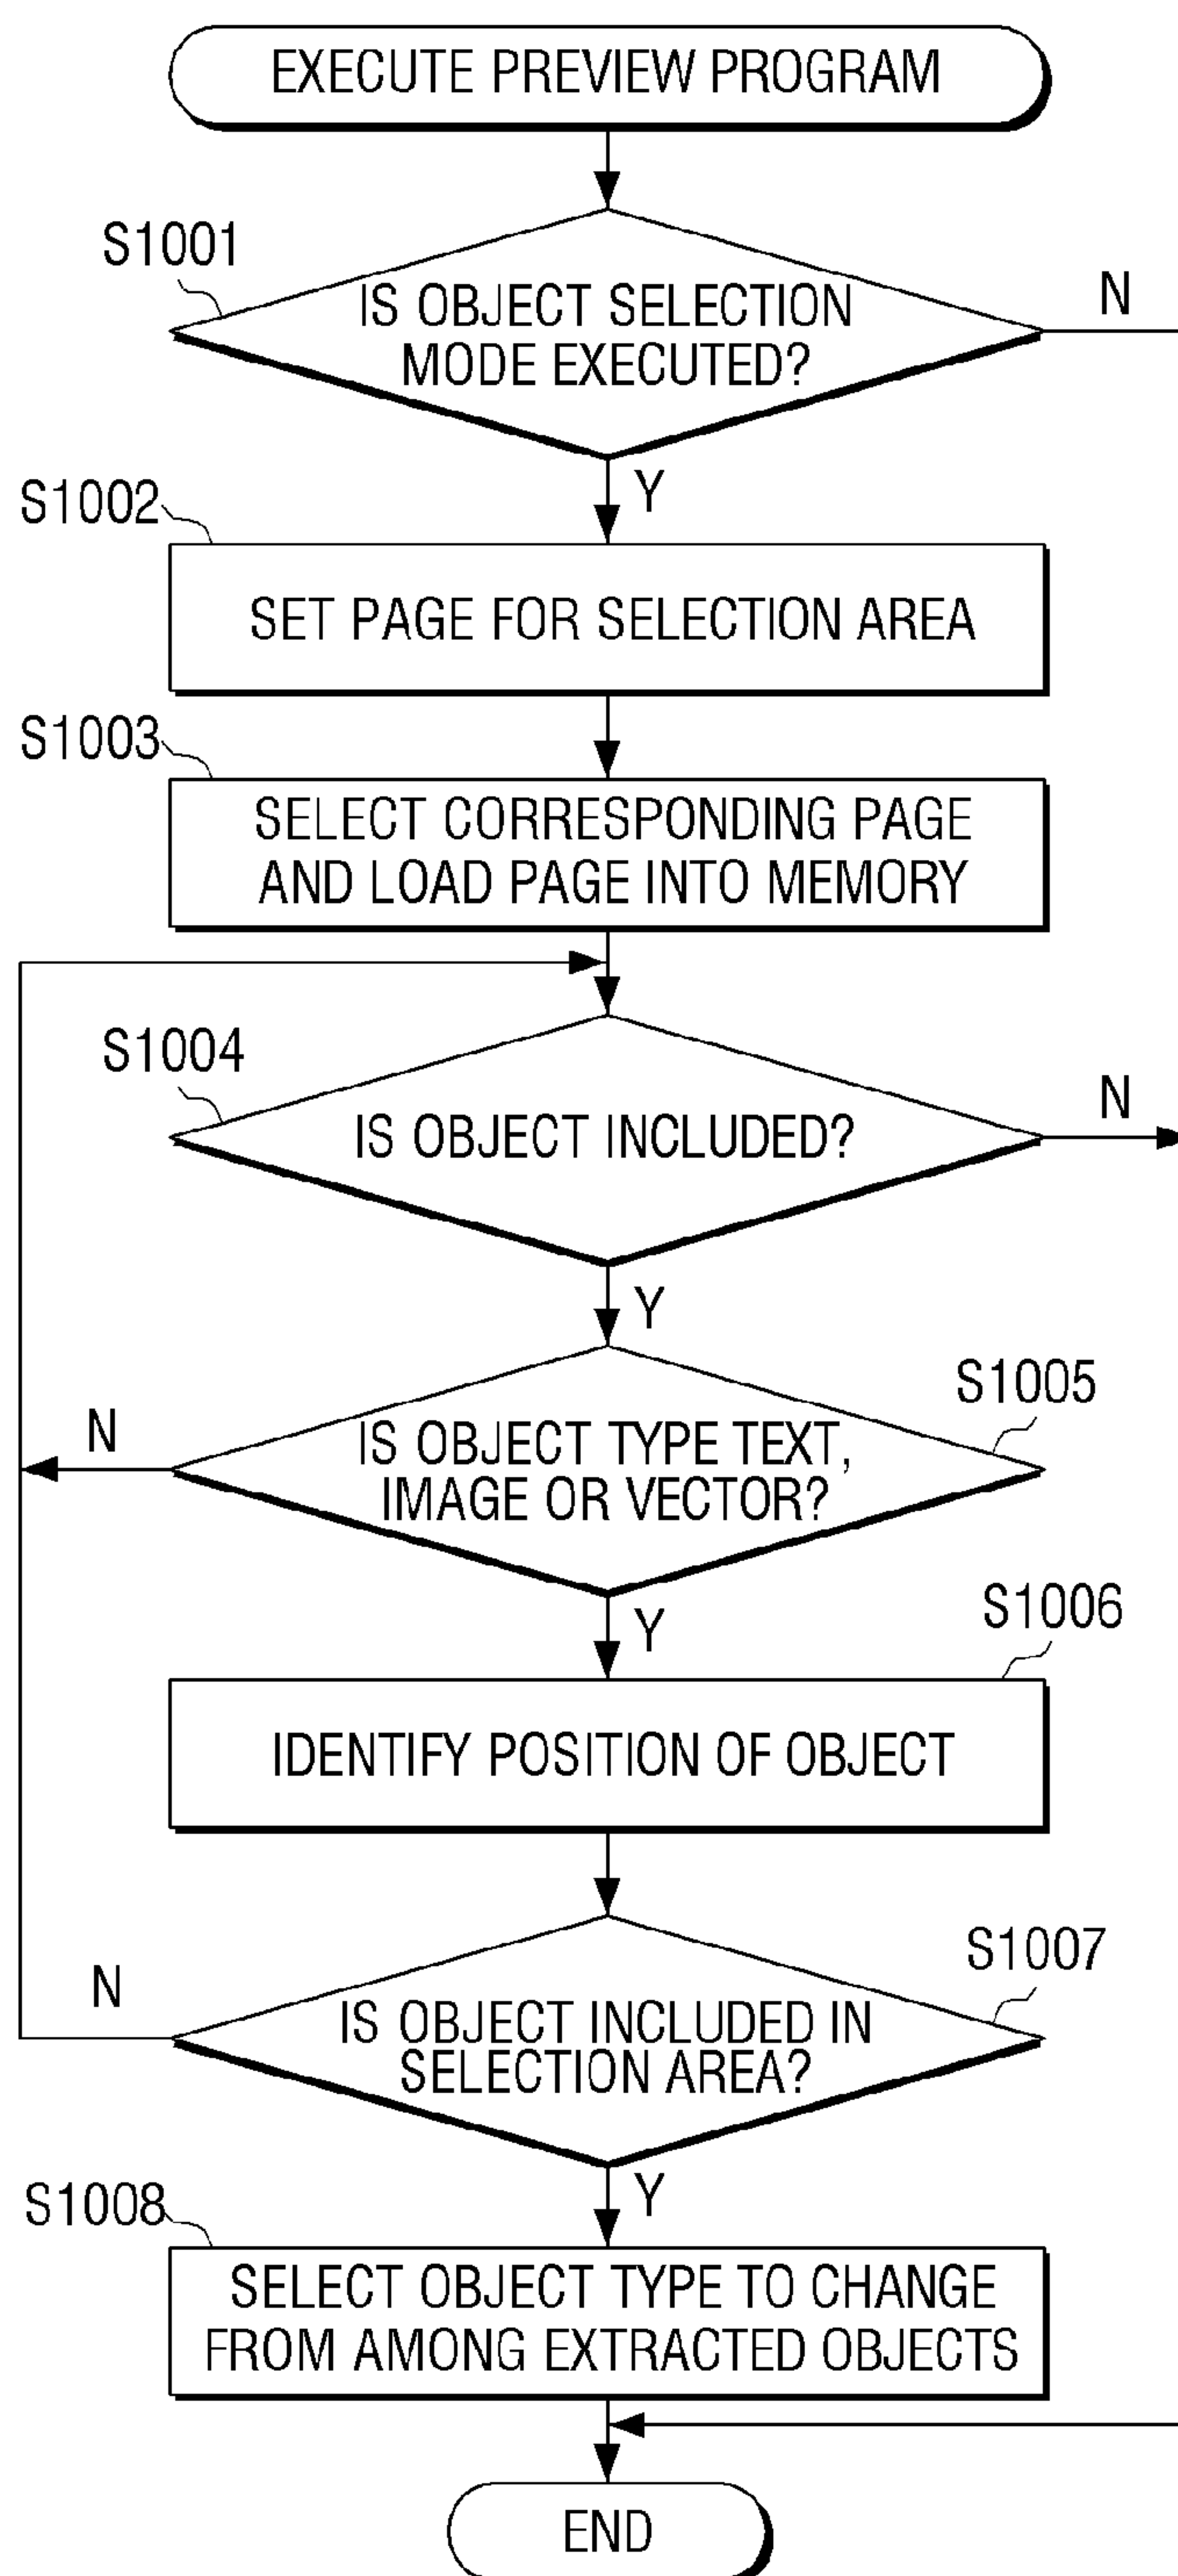 EXECUTE PREVIEW PROGRAM
S1001
IS OBJECT SELECTION
MODE EXECUTED?
N
Y
S1002
SET PAGE FOR SELECTION AREA
S1003
SELECT CORRESPONDING PAGE
AND LOAD PAGE INTO MEMORY
S1004
IS OBJECT INCLUDED?
N
Y
S1005
IS OBJECT TYPE TEXT,
IMAGE OR VECTOR?
N
Y
S1006
IDENTIFY POSITION OF OBJECT
S1007
IS OBJECT INCLUDED IN
SELECTION AREA?
N
Y
S1008
SELECT OBJECT TYPE TO CHANGE
FROM AMONG EXTRACTED OBJECTS
END